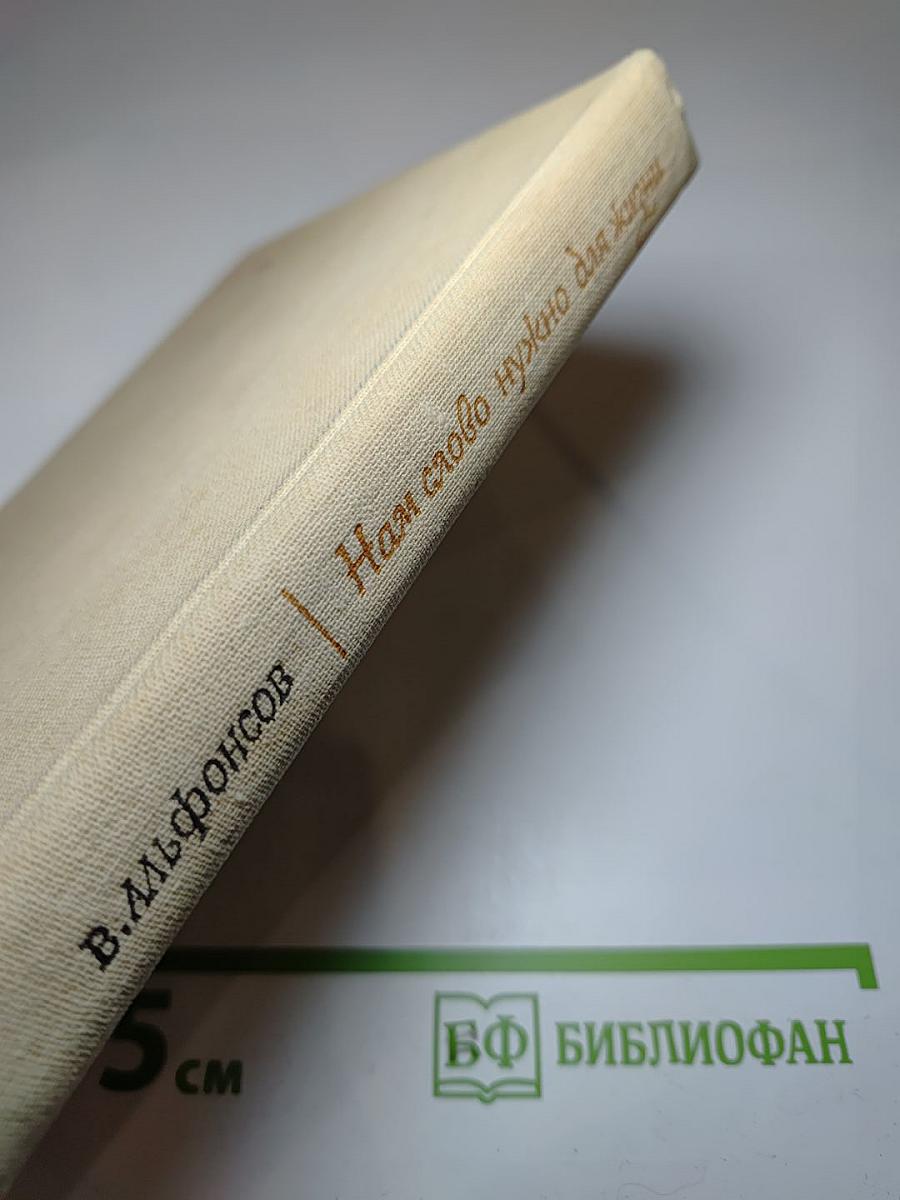 В. АЛЬФОНСОВ
Нам слово нужно для жизни
5 см
БФ БИБЛИОФАН